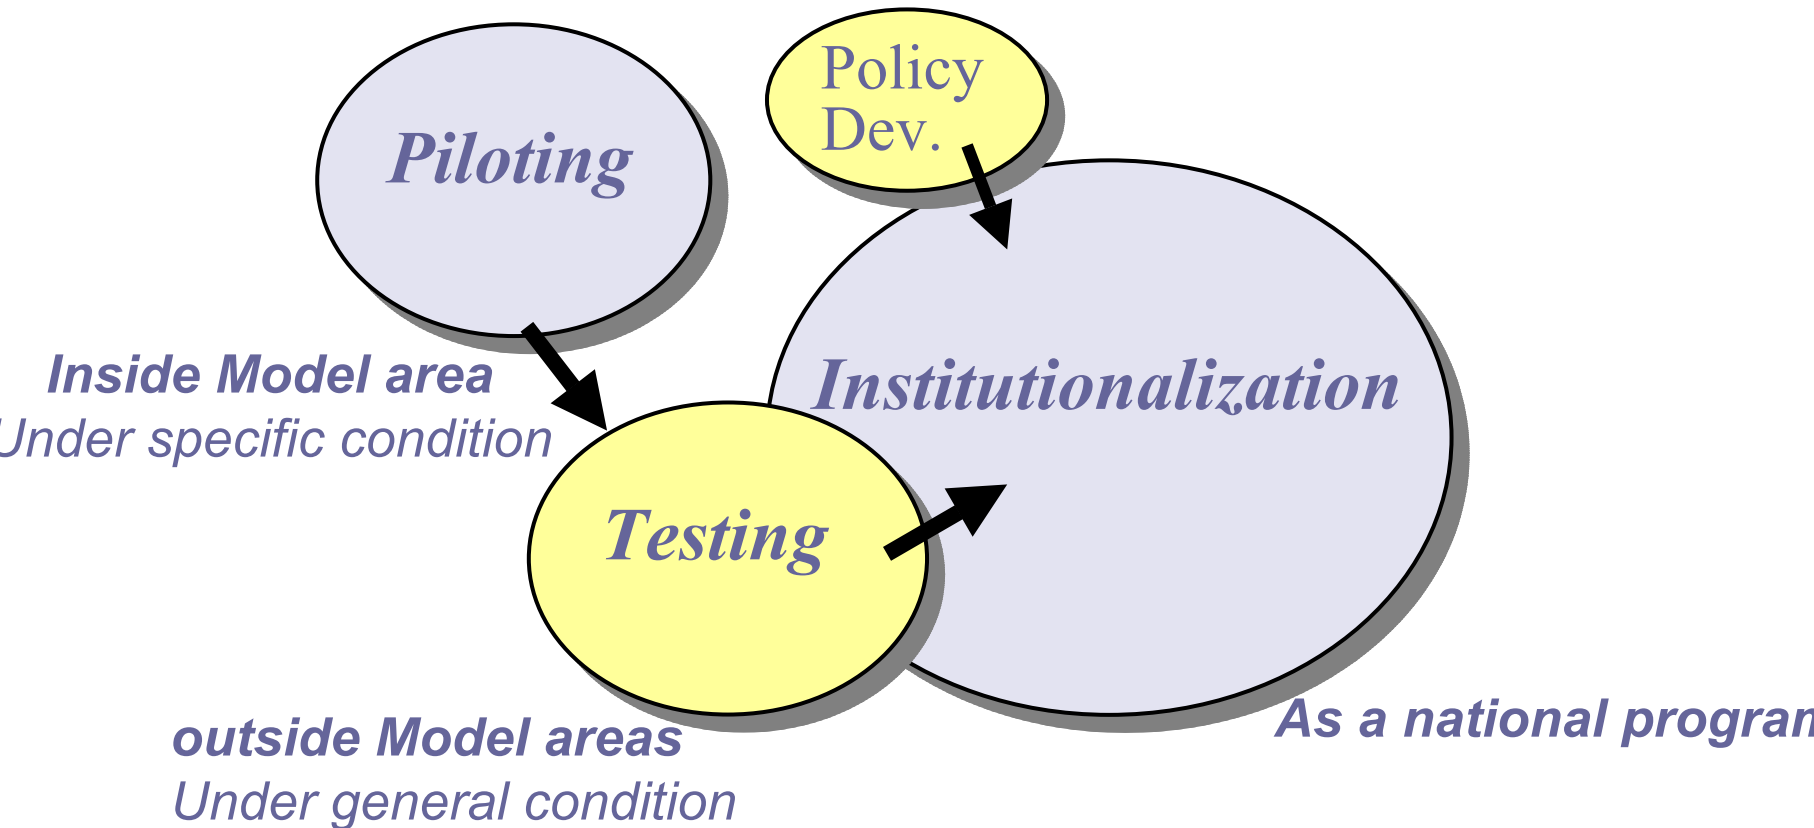 Piloting
Policy
Dev.
Inside Model area
Under specific condition
Institutionalization
Testing
outside Model areas
Under general condition
As a national program